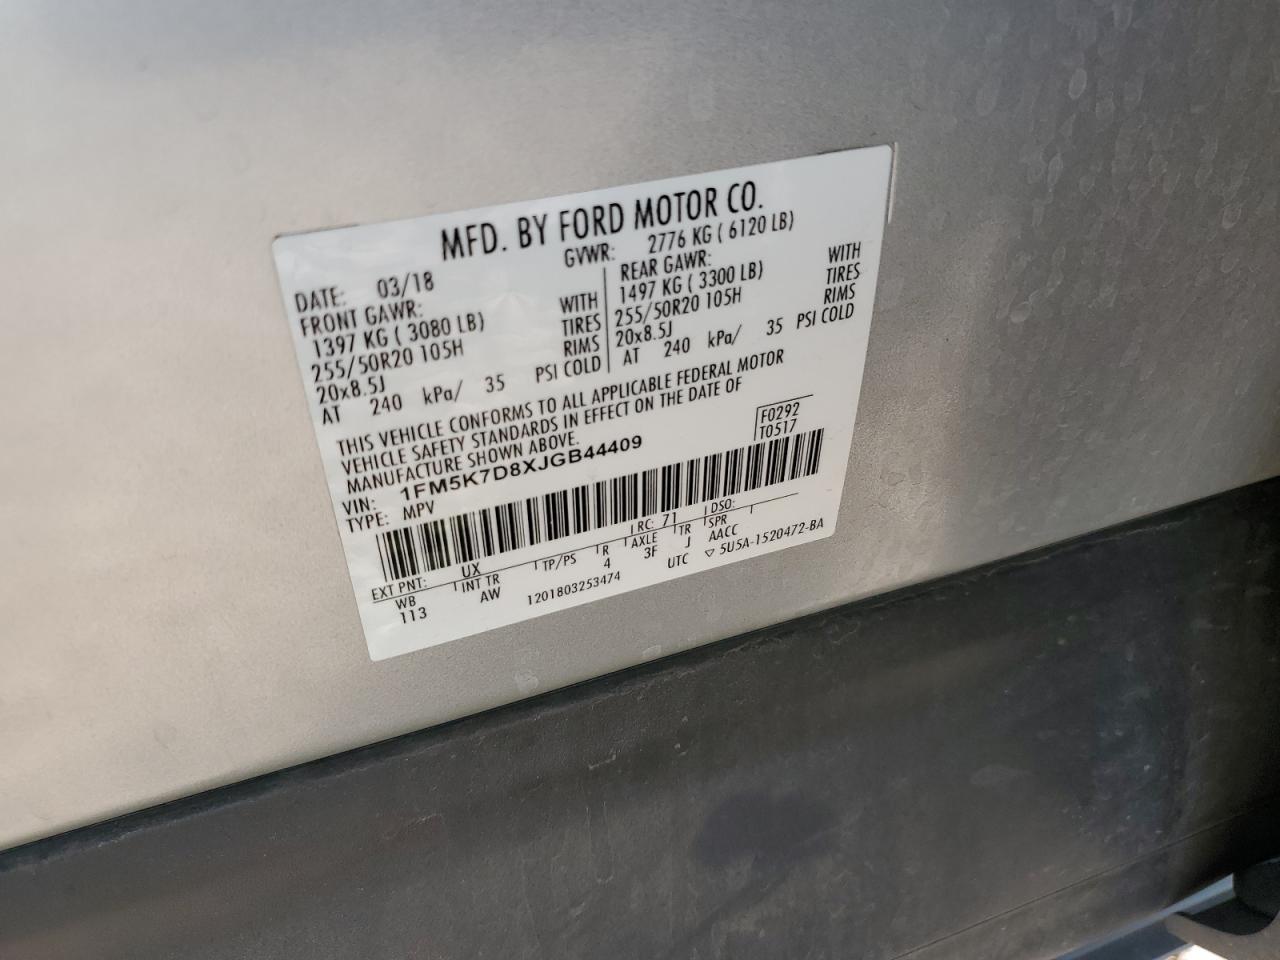 MFD. BY FORD MOTOR CO.
DATE: 03/18
GVWR: 2776 KG ( 6120 LB)
FRONT GAWR:
1397 KG ( 3080 LB) WITH
255/50R20 105H TIRES
20x8.5J RIMS
AT 240 kPa/ 35 PSI COLD
REAR GAWR:
1497 KG ( 3300 LB) WITH
255/50R20 105H TIRES
20x8.5J RIMS
AT 240 kPa/ 35 PSI COLD
THIS VEHICLE CONFORMS TO ALL APPLICABLE FEDERAL MOTOR
VEHICLE SAFETY STANDARDS IN EFFECT ON THE DATE OF
MANUFACTURE SHOWN ABOVE.
F0292
T0517
VIN: 1FM5K7D8XJGB44409
TYPE: MPV
EXT PNT: UX RC: 71 DSO:
WB INT TR TP/PS R AXLE TR SPR
113 AW 4 3F J AACC
1201803253474 UTC ▽ 5U5A-1520472-BA